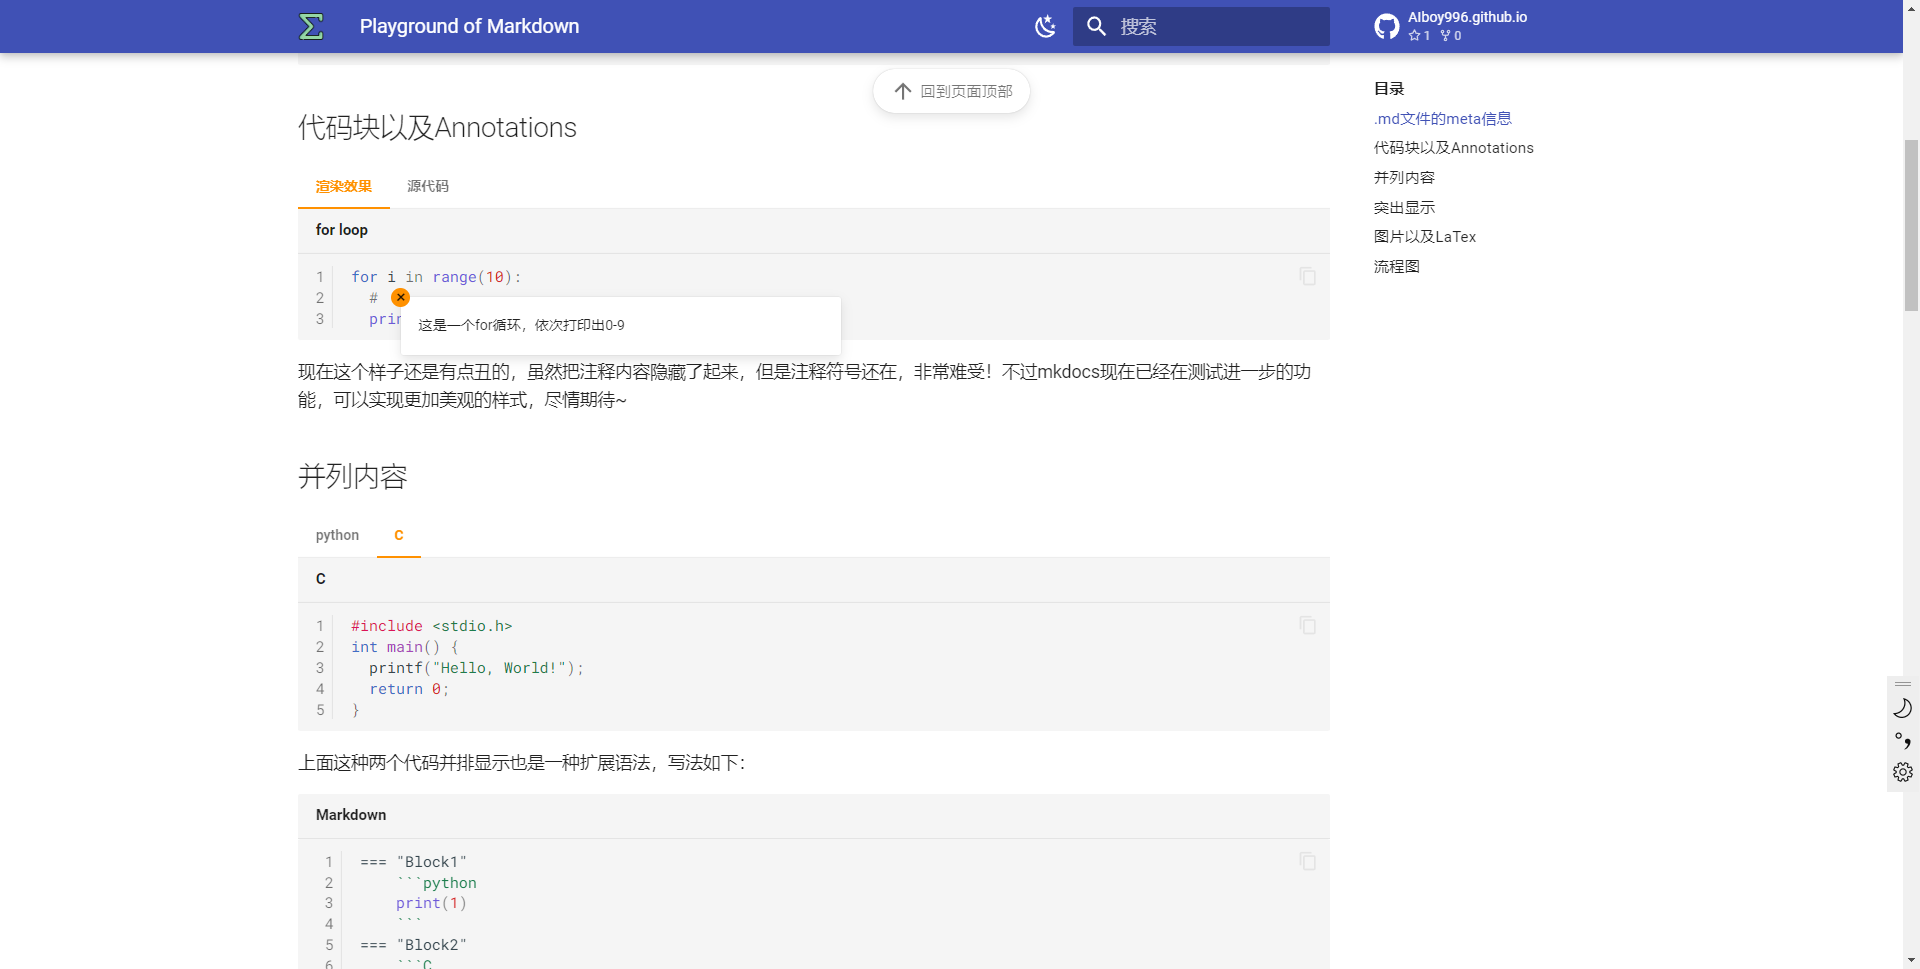 Playground of Markdown
搜索
AIboy996.github.io
1 0
回到页面顶部
目录
.md文件的meta信息
代码块以及Annotations
并列内容
突出显示
图片以及LaTex
流程图
代码块以及Annotations
渲染效果 源代码
for loop
1 for i in range(10):
2 #
3 prin
这是一个for循环，依次打印出0-9
现在这个样子还是有点丑的，虽然把注释内容隐藏了起来，但是注释符号还在，非常难受！不过mkdocs现在已经在测试进一步的功
能，可以实现更加美观的样式，尽情期待~
并列内容
python C
C
1 #include <stdio.h>
2 int main() {
3 printf("Hello, World!");
4 return 0;
5 }
上面这种两个代码并排显示也是一种扩展语法，写法如下：
Markdown
1 === "Block1"
2 ```python
3 print(1)
4 ```
5 === "Block2"
6 ```C